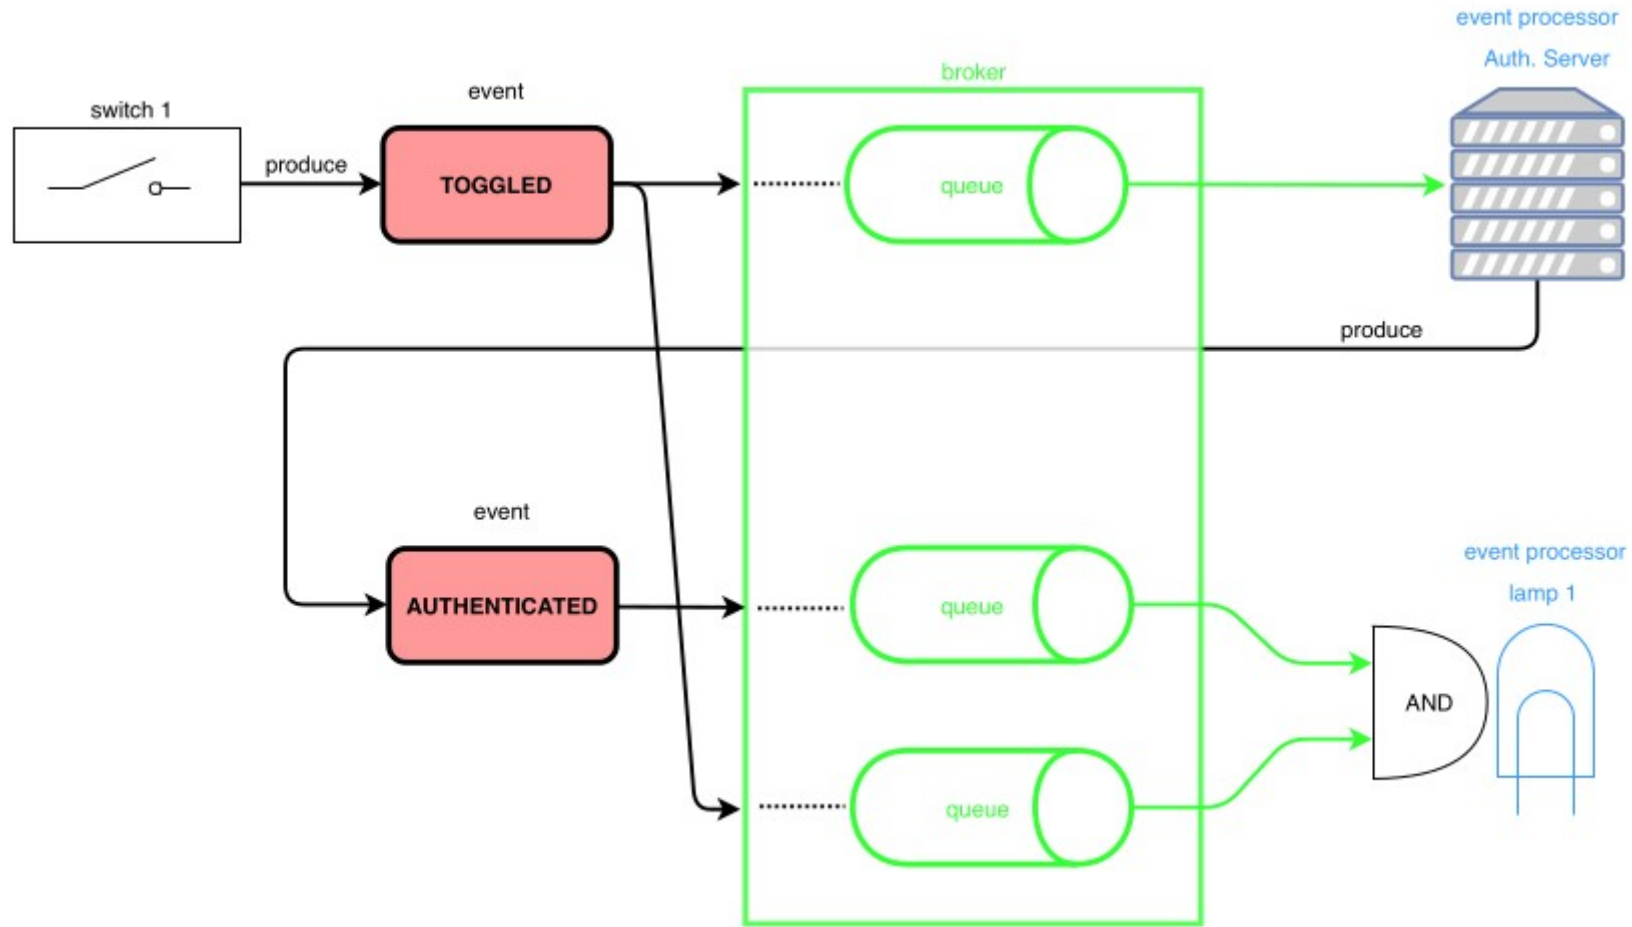 event processor
Auth. Server
broker
event
switch 1
produce
TOGGLED
queue
produce
event
event processor
lamp 1
AUTHENTICATED
queue
AND
queue